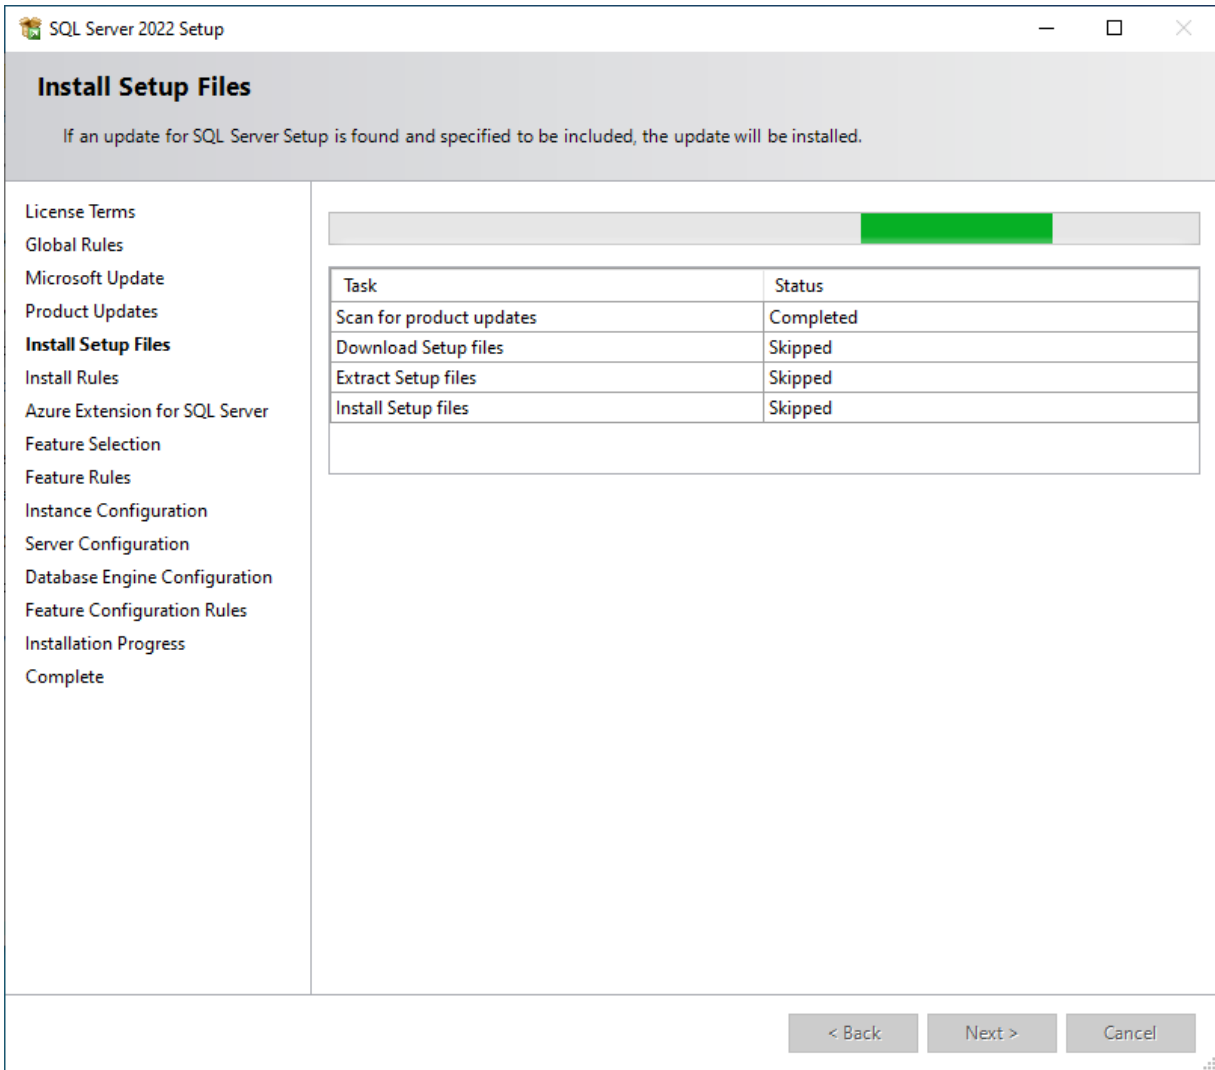 SQL Server 2022 Setup
Install Setup Files
If an update for SQL Server Setup is found and specified to be included, the update will be installed.
License Terms
Global Rules
Microsoft Update
Product Updates
Install Setup Files
Install Rules
Azure Extension for SQL Server
Feature Selection
Feature Rules
Instance Configuration
Server Configuration
Database Engine Configuration
Feature Configuration Rules
Installation Progress
Complete
Task Status
Scan for product updates Completed
Download Setup files Skipped
Extract Setup files Skipped
Install Setup files Skipped
< Back Next > Cancel